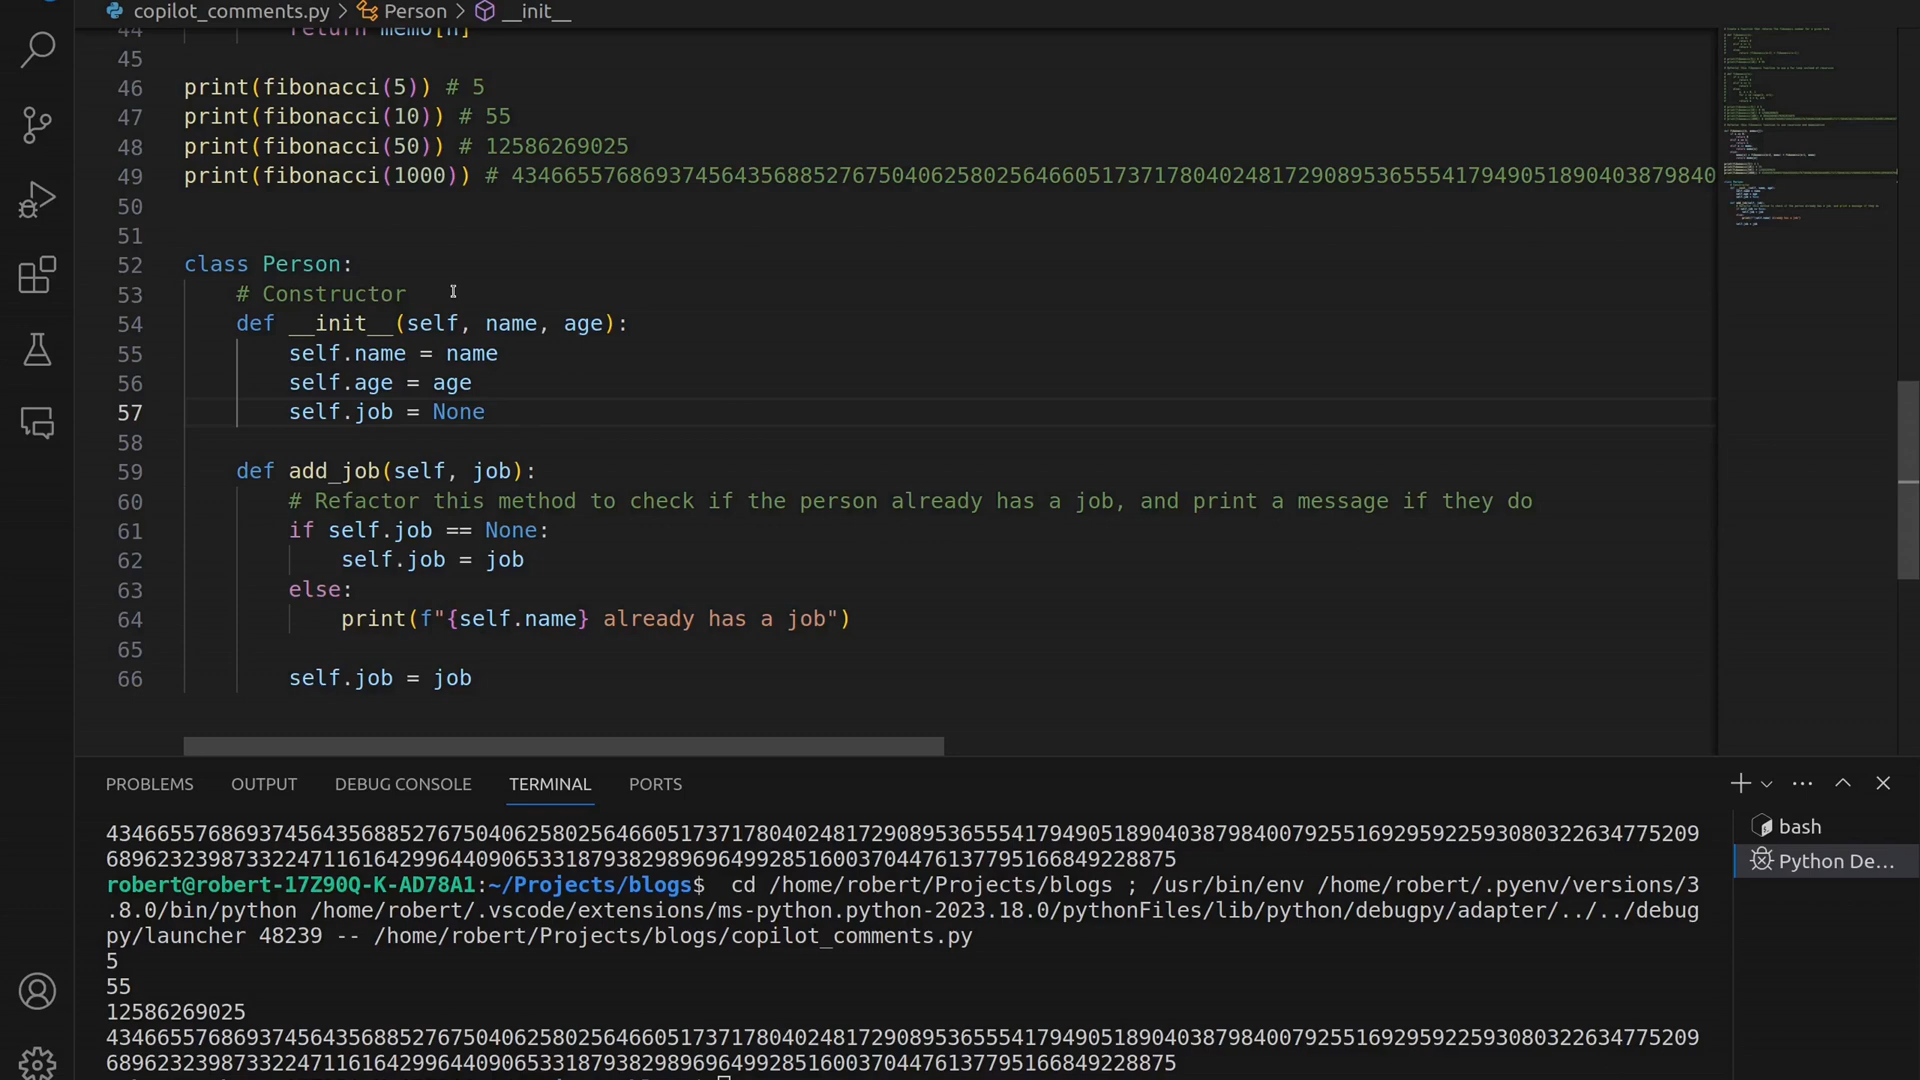 copilot_comments.py > Person > __init__
44 return memo[n]
45
46 print(fibonacci(5)) # 5
47 print(fibonacci(10)) # 55
48 print(fibonacci(50)) # 12586269025
49 print(fibonacci(1000)) # 4346655768693745643568852767504062580256466051737178040248172908953655541794905189040387984​0
50
51
52 class Person:
53 # Constructor
54 def __init__(self, name, age):
55 self.name = name
56 self.age = age
57 self.job = None
58
59 def add_job(self, job):
60 # Refactor this method to check if the person already has a job, and print a message if they do
61 if self.job == None:
62 self.job = job
63 else:
64 print(f"{self.name} already has a job")
65
66 self.job = job
PROBLEMS OUTPUT DEBUG CONSOLE TERMINAL PORTS
43466557686937456435688527675040625802564660517371780402481729089536555417949051890403879840079255169295922593080322634775209
68962323987332247116164299644090653318793829896964992851600370447613779516684922​8875
robert@robert-17Z90Q-K-AD78A1:~/Projects/blogs$ cd /home/robert/Projects/blogs ; /usr/bin/env /home/robert/.pyenv/versions/3
.8.0/bin/python /home/robert/.vscode/extensions/ms-python.python-2023.18.0/pythonFiles/lib/python/debugpy/adapter/../../debug
py/launcher 48239 -- /home/robert/Projects/blogs/copilot_comments.py
5
55
12586269025
43466557686937456435688527675040625802564660517371780402481729089536555417949051890403879840079255169295922593080322634775209
689623239873322471161642996440906533187938298969649928516003704476137795166849228875
bash
Python De...